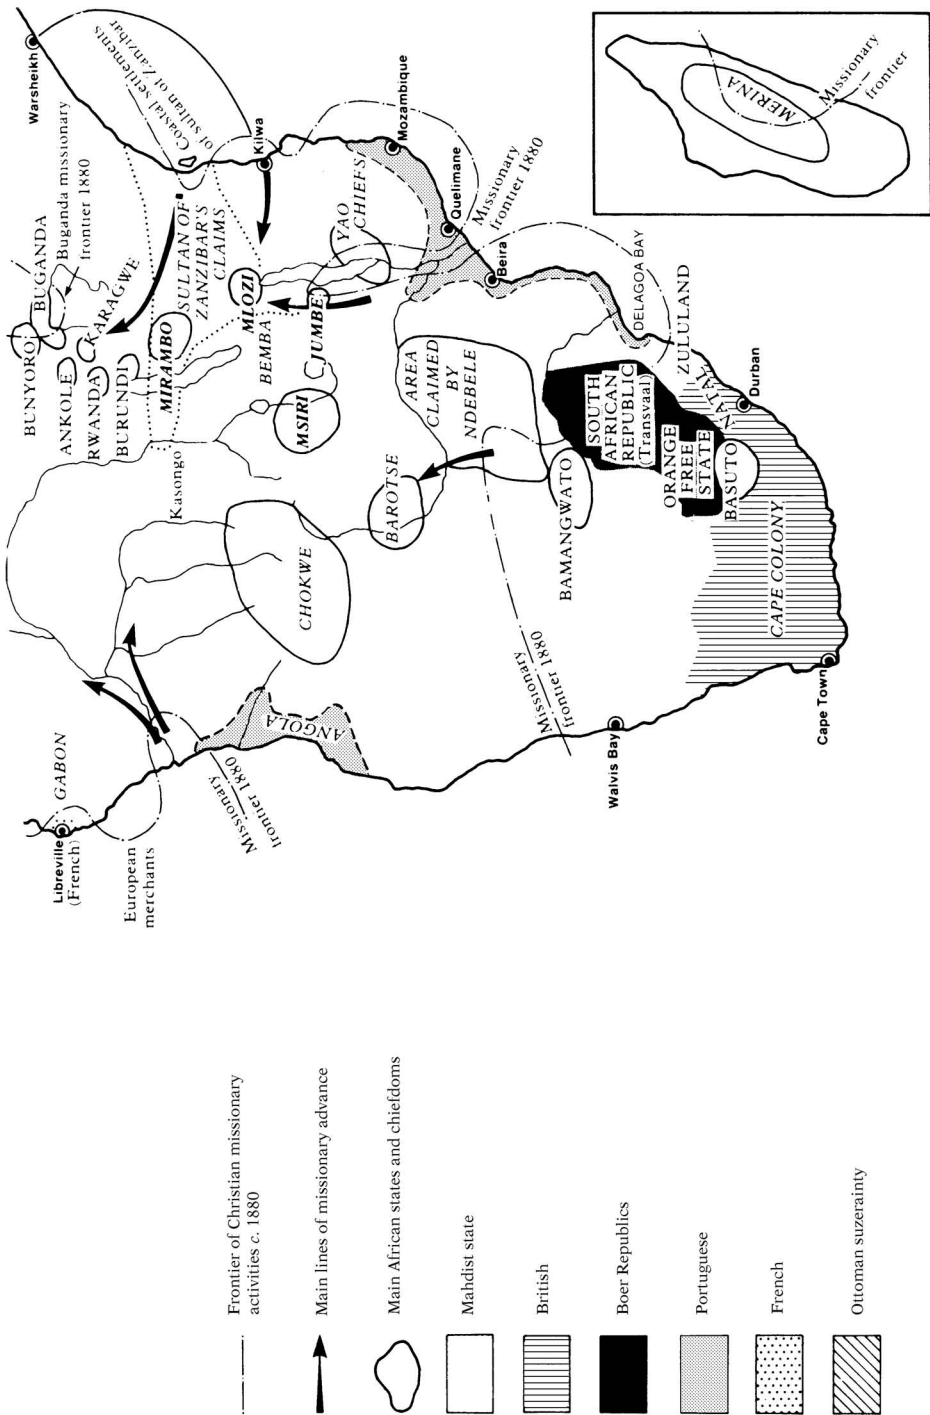 Warsheikh
Coastal settlements
of sultan of Zanzibar
BUNYORO
BUGANDA
Buganda missionary
frontier 1880
ANKOLE
KARAGWE
RWANDA
BURUNDI
MIRAMBO
SULTAN OF
ZANZIBAR'S
CLAIMS
Kilwa
Kasongo
BEMBA
MLOZI
MSIRI
JUMBE
YAO
CHIEFS
Mozambique
Quelimane
Missionary
frontier 1880
Beira
Libreville
(French)
GABON
European
merchants
Missionary
frontier 1880
ANGOLA
CHOKWE
BAROTSE
AREA
CLAIMED
BY
NDEBELE
Missionary
frontier 1880
BAMANGWATO
SOUTH
AFRICAN
REPUBLIC
(Transvaal)
DELAGOA BAY
ZULULAND
ORANGE
FREE
STATE
NATAL
Durban
BASUTO
Walvis Bay
CAPE COLONY
Cape Town
MERINA
Missionary
frontier
Frontier of Christian missionary
activities c. 1880
Main lines of missionary advance
Main African states and chiefdoms
Mahdist state
British
Boer Republics
Portuguese
French
Ottoman suzerainty